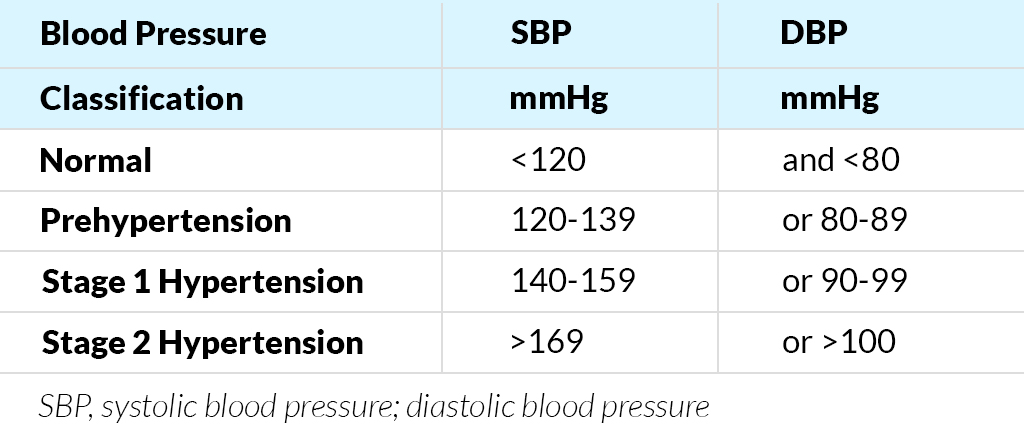 Blood Pressure SBP DBP
Classification mmHg mmHg
Normal <120 and <80
Prehypertension 120-139 or 80-89
Stage 1 Hypertension 140-159 or 90-99
Stage 2 Hypertension >169 or >100
SBP, systolic blood pressure; diastolic blood pressure